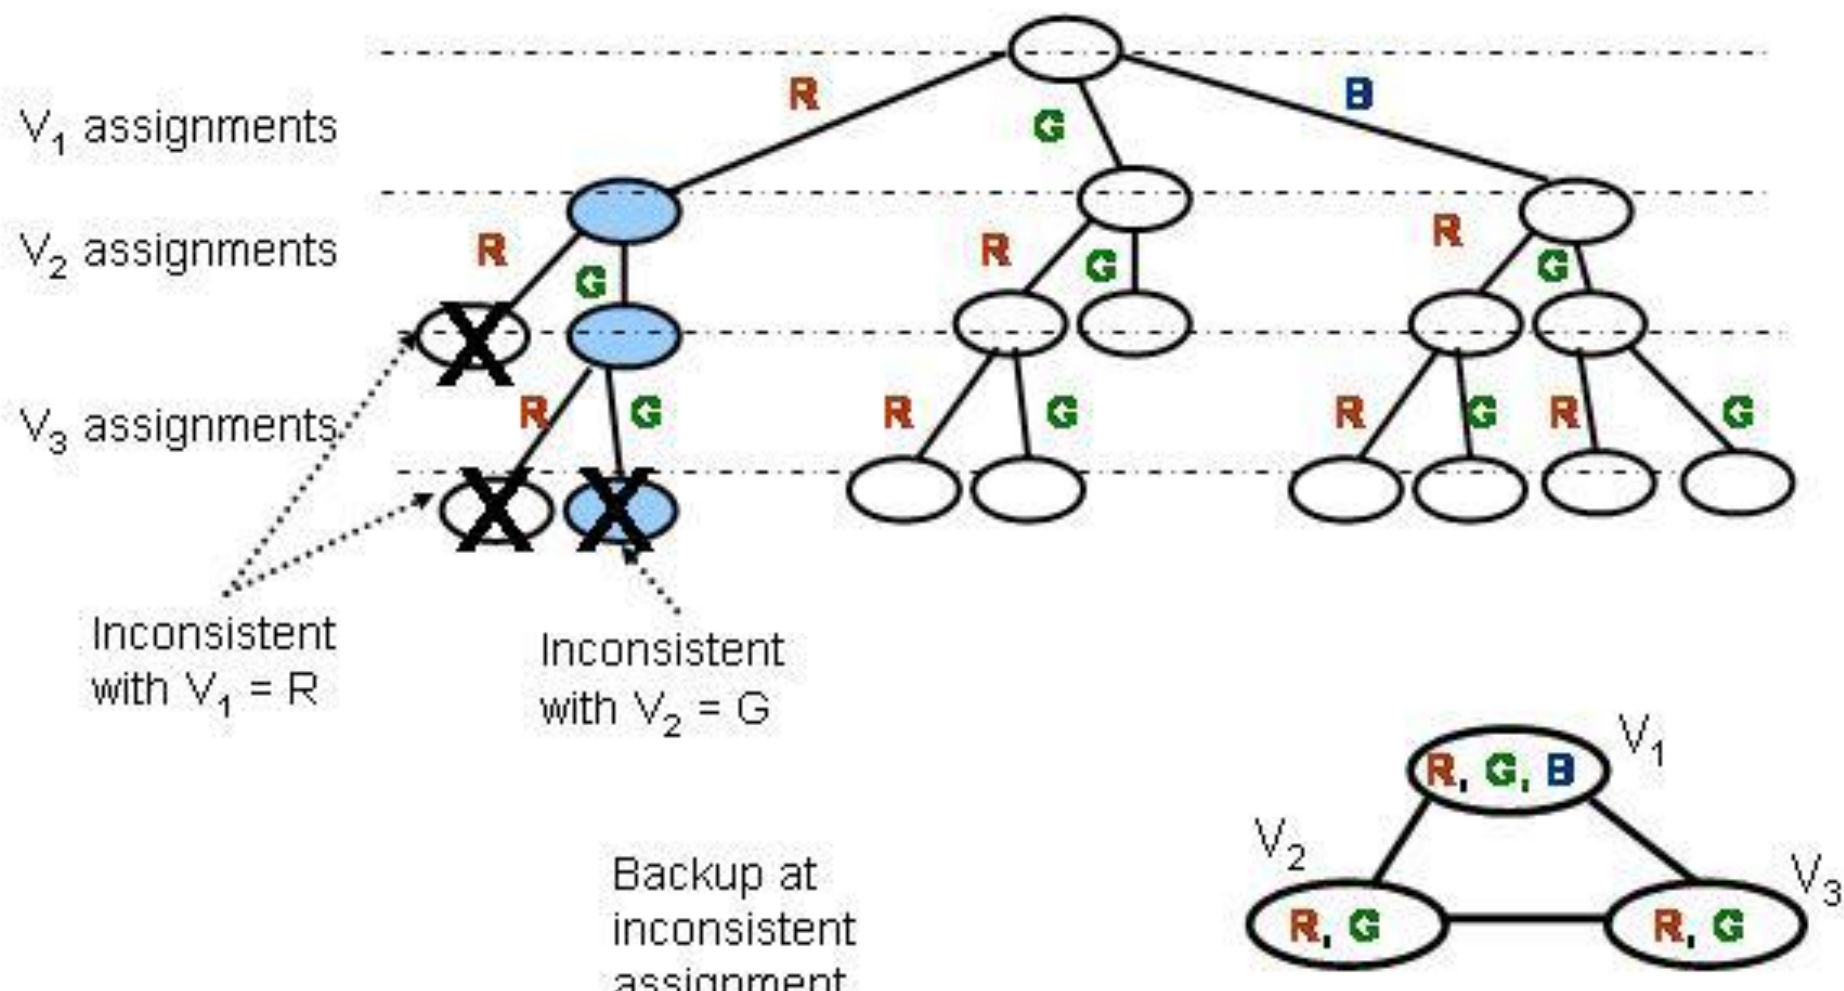 R
B
G
V1 assignments
V2 assignments
R
G
R
G
R
G
V3 assignments
R
G
R
G
R
G
R
G
Inconsistent
with V1 = R
Inconsistent
with V2 = G
V1
R, G, B
V2
V3
R, G
R, G
Backup at
inconsistent
assignment